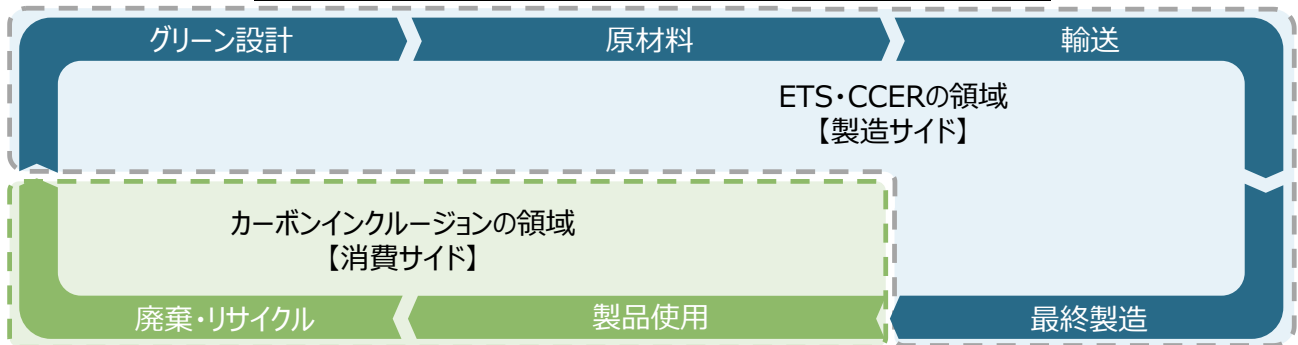 グリーン設計
原材料
輸送
ETS・CCERの領域
【製造サイド】
カーボンインクルージョンの領域
【消費サイド】
廃棄・リサイクル
製品使用
最終製造